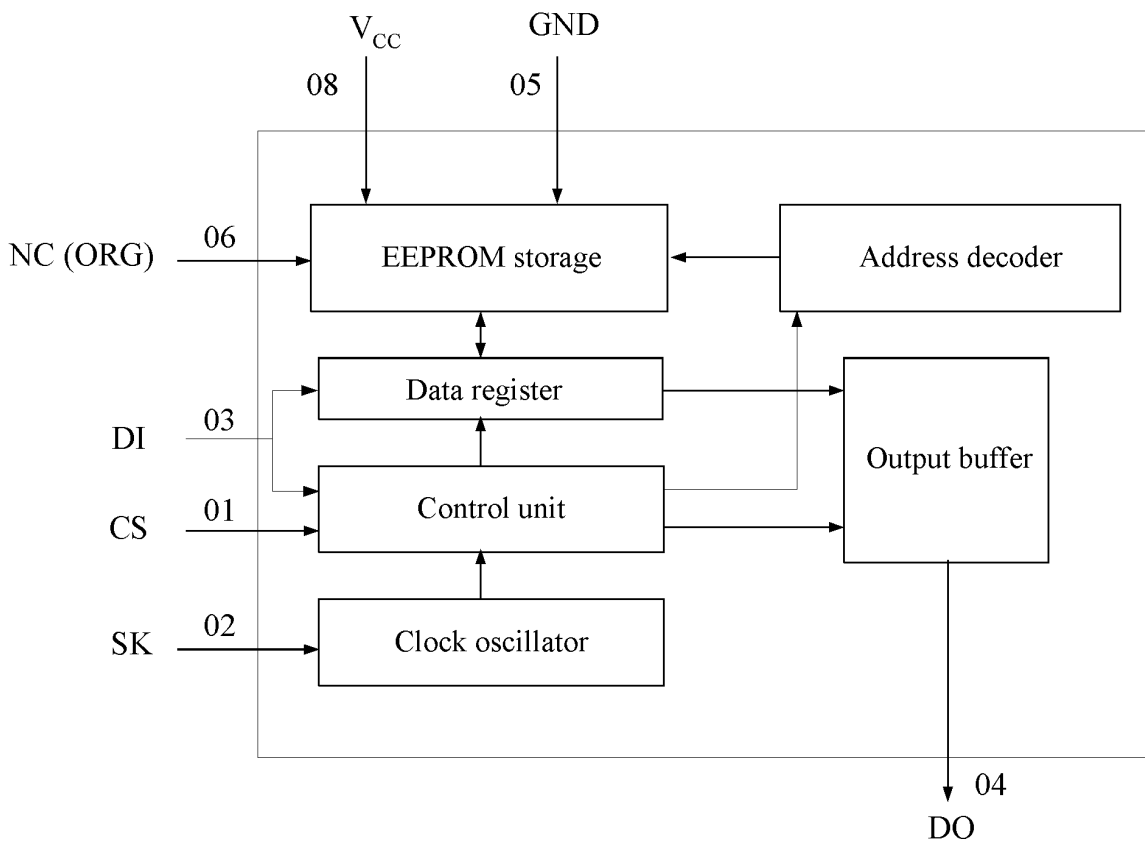 V_CC
GND
08
05
NC (ORG)
06
EEPROM storage
Address decoder
Data register
DI
03
Output buffer
CS
01
Control unit
SK
02
Clock oscillator
04
DO